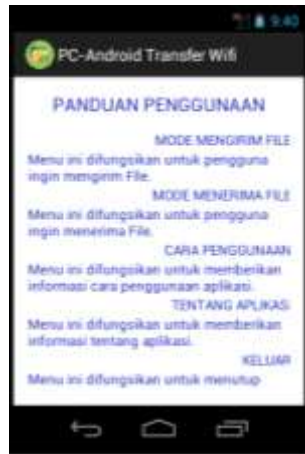 9:40
PC-Android Transfer Wifi
PANDUAN PENGGUNAAN
MODE MENGIRIM FILE
Menu ini difungsikan untuk pengguna
ingin mengirim File.
MODE MENERIMA FILE
Menu ini difungsikan untuk pengguna
ingin menerima File.
CARA PENGGUNAAN
Menu ini difungsikan untuk memberikan
informasi cara penggunaan aplikasi.
TENTANG APLIKASI
Menu ini difungsikan untuk memberikan
informasi tentang aplikasi.
KELUAR
Menu ini difungsikan untuk menutup